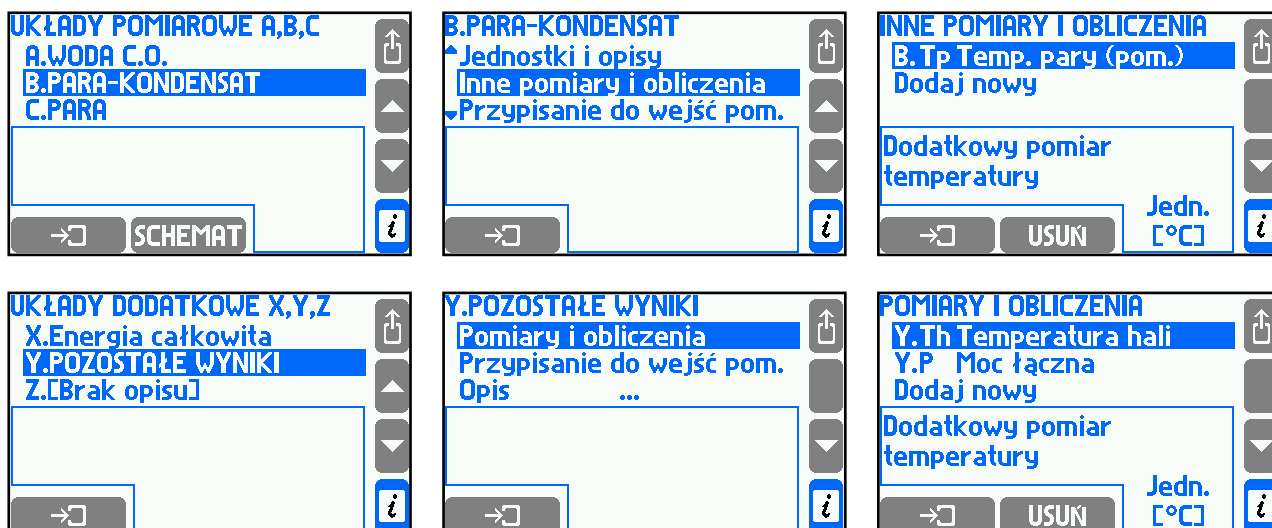 UKŁADY POMIAROWE A,B,C
A.WODA C.O.
B.PARA-KONDENSAT
C.PARA
SCHEMAT
i
B.PARA-KONDENSAT
Jednostki i opisy
Inne pomiary i obliczenia
Przypisanie do wejść pom.
i
INNE POMIARY I OBLICZENIA
B.Tp Temp. pary (pom.)
Dodaj nowy
Dodatkowy pomiar
temperatury
Jedn.
USUŃ [°C]
i
UKŁADY DODATKOWE X,Y,Z
X.Energia całkowita
Y.POZOSTAŁE WYNIKI
Z.[Brak opisu]
i
Y.POZOSTAŁE WYNIKI
Pomiary i obliczenia
Przypisanie do wejść pom.
Opis ...
i
POMIARY I OBLICZENIA
Y.Th Temperatura hali
Y.P Moc łączna
Dodaj nowy
Dodatkowy pomiar
temperatury
Jedn.
USUŃ [°C]
i